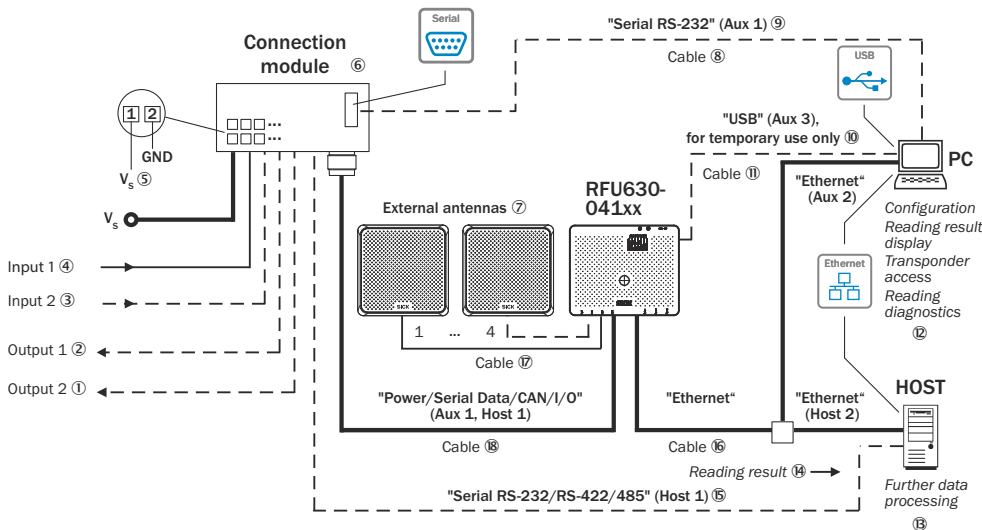 Serial
"Serial RS-232" (Aux 1) ⑨
Cable ⑧
Connection
module ⑥
USB
1 2
GND
Vs ⑤
"USB" (Aux 3),
for temporary use only ⑩
Cable ⑪
PC
"Ethernet“
(Aux 2)
RFU630-
041xx
External antennas ⑦
Vs
Configuration
Reading result
display
Transponder
access
Reading
diagnostics
⑫
Ethernet
Input 1 ④
Input 2 ③
SICK
SICK
SICK
1 ... 4
Cable ⑰
Output 1 ②
Output 2 ①
"Power/Serial Data/CAN/I/O"
(Aux 1, Host 1)
Cable ⑱
"Ethernet“
Cable ⑯
"Ethernet“
(Host 2)
HOST
Reading result ⑭
"Serial RS-232/RS-422/485" (Host 1) ⑮
Further data
processing
⑬